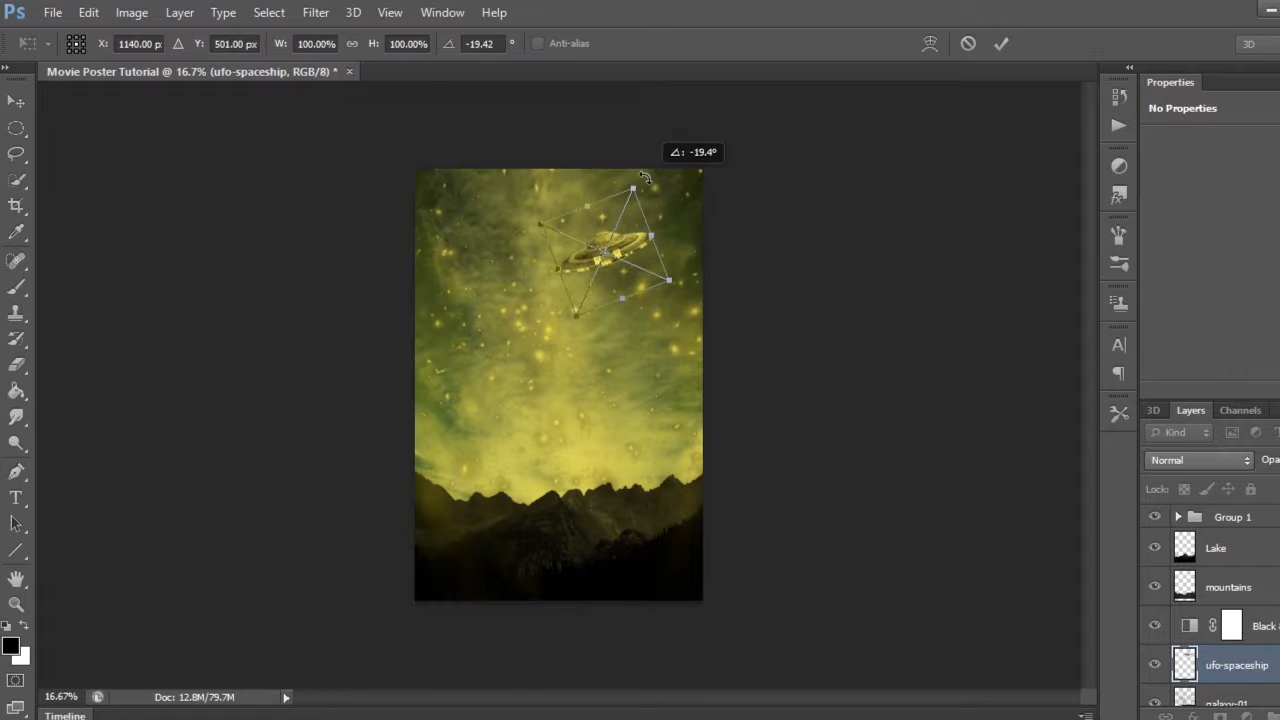 Ps File Edit Image Layer Type Select Filter 3D View Window Help
X: 1140.00 px Y: 501.00 px W: 100.00% H: 100.00% -19.42 ° Anti-alias 3D
Movie Poster Tutorial @ 16.7% (ufo-spaceship, RGB/8) * ×
Properties
No Properties
-19.4°
3D Layers Channels
Kind
Normal Opa
Lock:
Group 1
Lake
mountains
Black &
ufo-spaceship
galaxy-01
16.67% Doc: 12.8M/79.7M
Timeline